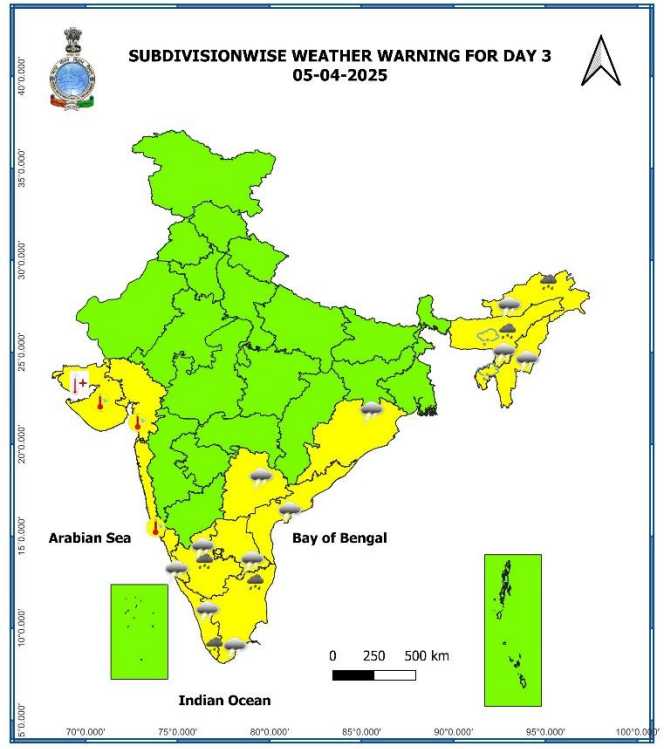 SUBDIVISIONWISE WEATHER WARNING FOR DAY 3
05-04-2025
40°0.000'
35°0.000'
30°0.000'
25°0.000'
20°0.000'
15°0.000'
10°0.000'
5°0.000'
Arabian Sea
Bay of Bengal
0 250 500 km
Indian Ocean
70°0.000' 75°0.000' 80°0.000' 85°0.000' 90°0.000' 95°0.000' 100°0.000'